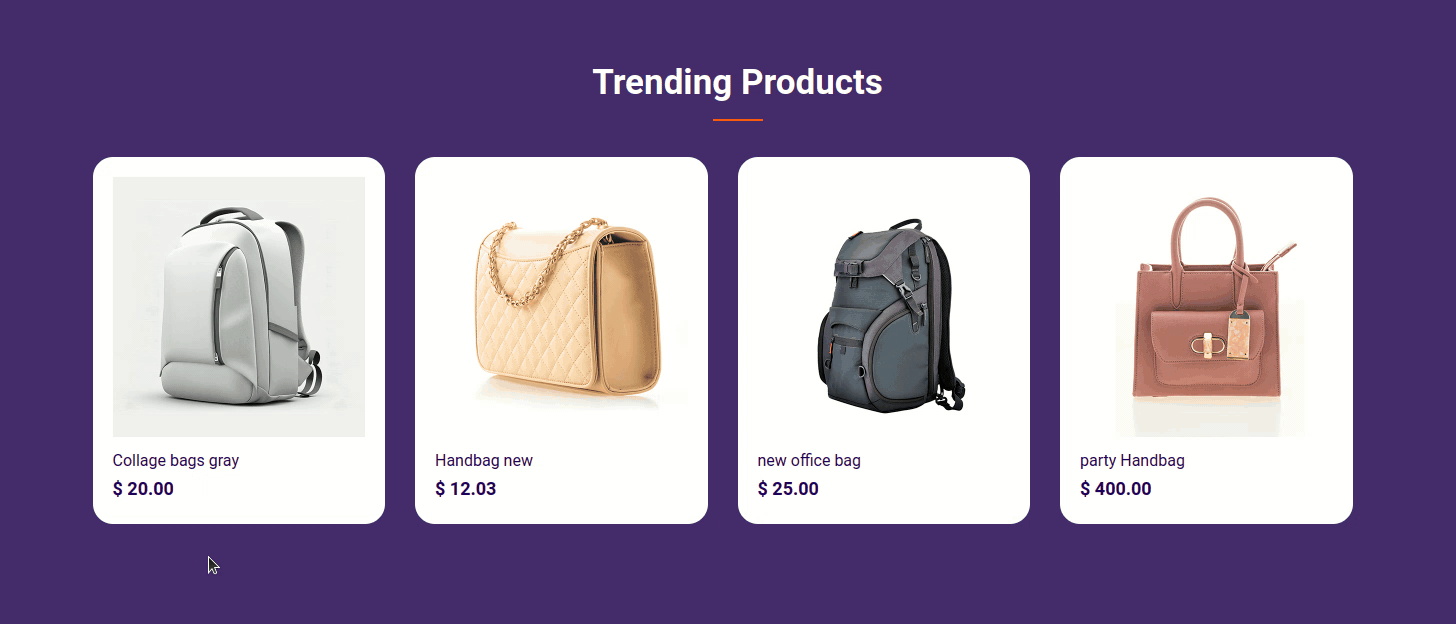 Trending Products
Collage bags gray
$ 20.00
Handbag new
$ 12.03
new office bag
$ 25.00
party Handbag
$ 400.00